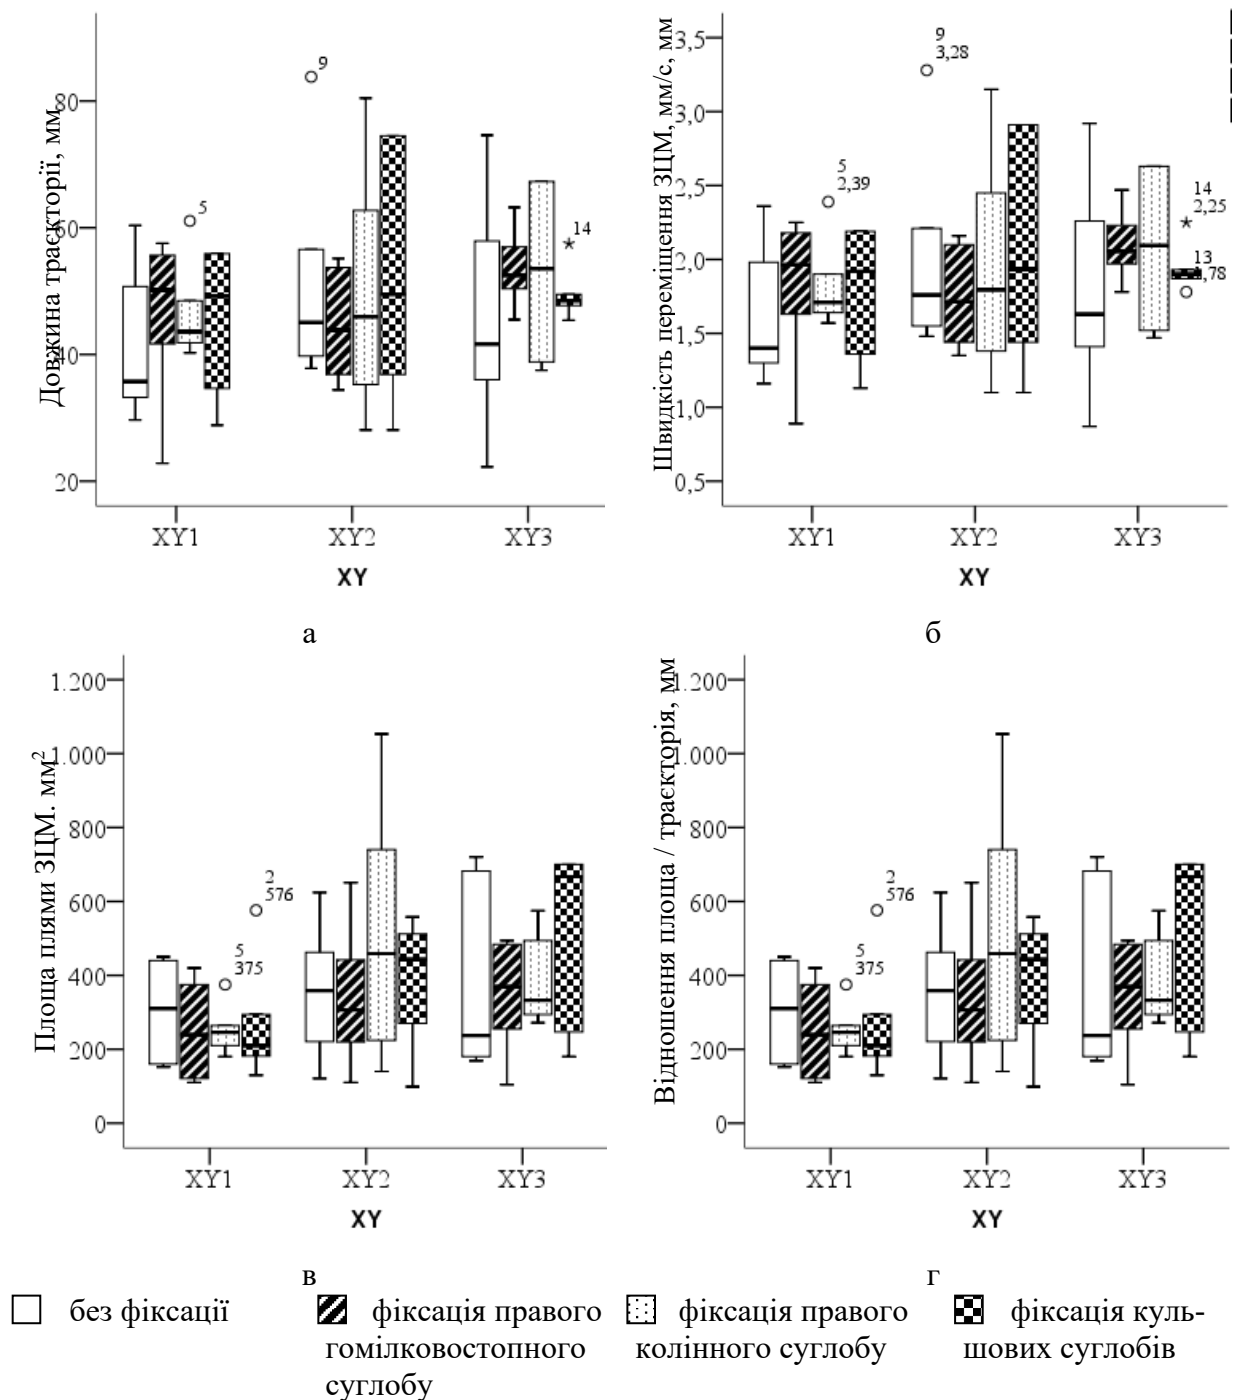 Довжина траєкторії, мм
80
60
40
20
9
5
14
XY1 XY2 XY3
XY
а
Швидкість переміщення ЗЦМ, мм/с, мм
3,5
3,0
2,5
2,0
1,5
1,0
0,5
9
3,28
5
2,39
14
2,25
13
1,78
XY1 XY2 XY3
XY
б
Площа плями ЗЦМ. мм²
1.200
1.000
800
600
400
200
0
2
576
5
375
XY1 XY2 XY3
XY
в
Відношення площа / траєкторія, мм
1.200
1.000
800
600
400
200
0
2
576
5
375
XY1 XY2 XY3
XY
г
без фіксації
фіксація правого
гомілковостопного
суглобу
фіксація правого
колінного суглобу
фіксація куль-
шових суглобів